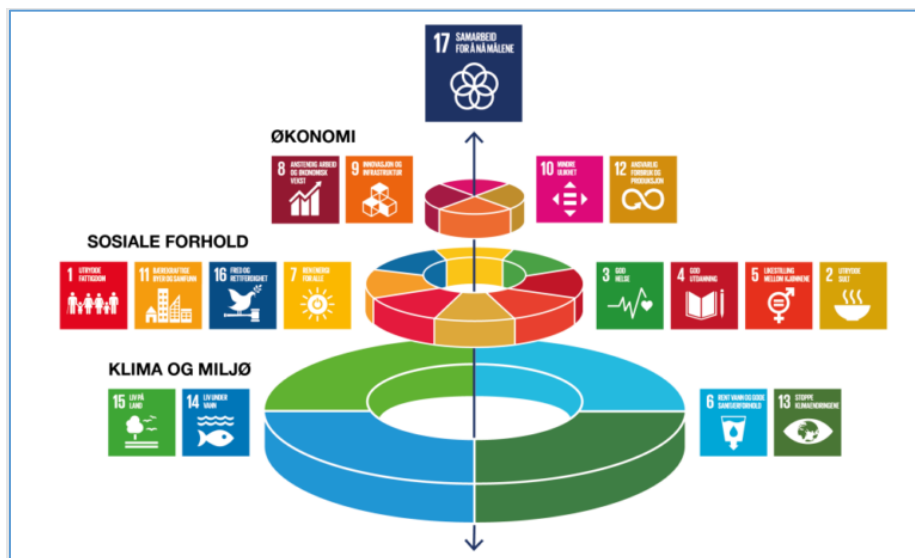 17 SAMARBEID
FOR Å NÅ MÅLENE
ØKONOMI
8 ANSTENDIG ARBEID
OG ØKONOMISK
VEKST
9 INNOVASJON OG
INFRASTRUKTUR
10 MINDRE
ULIKHET
12 ANSVARLIG
FORBRUK OG
PRODUKSJON
SOSIALE FORHOLD
1 UTRYDDE
FATTIGDOM
11 BÆREKRAFTIGE
BYER OG SAMFUNN
16 FRED OG
RETTFERDIGHET
7 REN ENERGI
FOR ALLE
3 GOD
HELSE
4 GOD
UTDANNING
5 LIKESTILLING
MELLOM KJØNNENE
2 UTRYDDE
SULT
KLIMA OG MILJØ
15 LIV PÅ
LAND
14 LIV UNDER
VANN
6 RENT VANN OG GODE
SANITÆRFORHOLD
13 STOPPE
KLIMAENDRINGENE